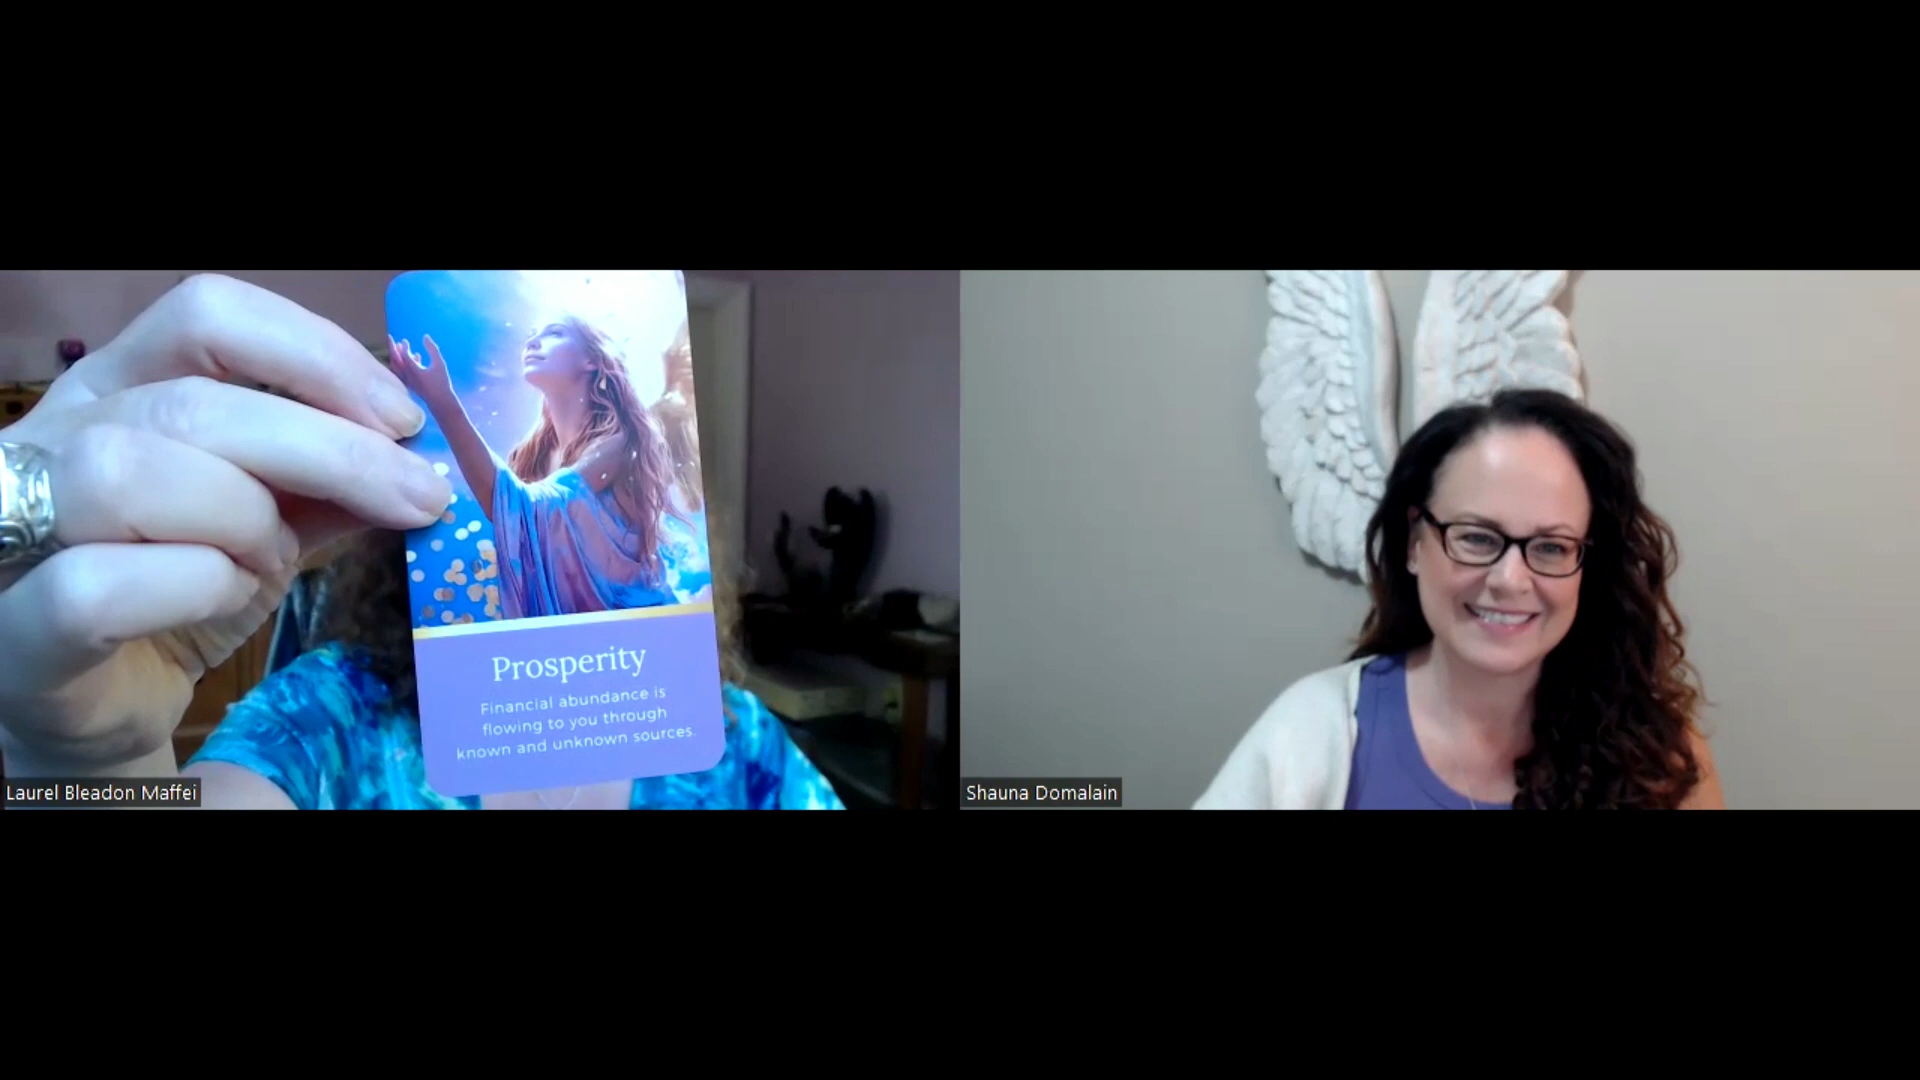 Prosperity
Financial abundance is
flowing to you through
known and unknown sources.
Laurel Bleadon Maffei
Shauna Domalain